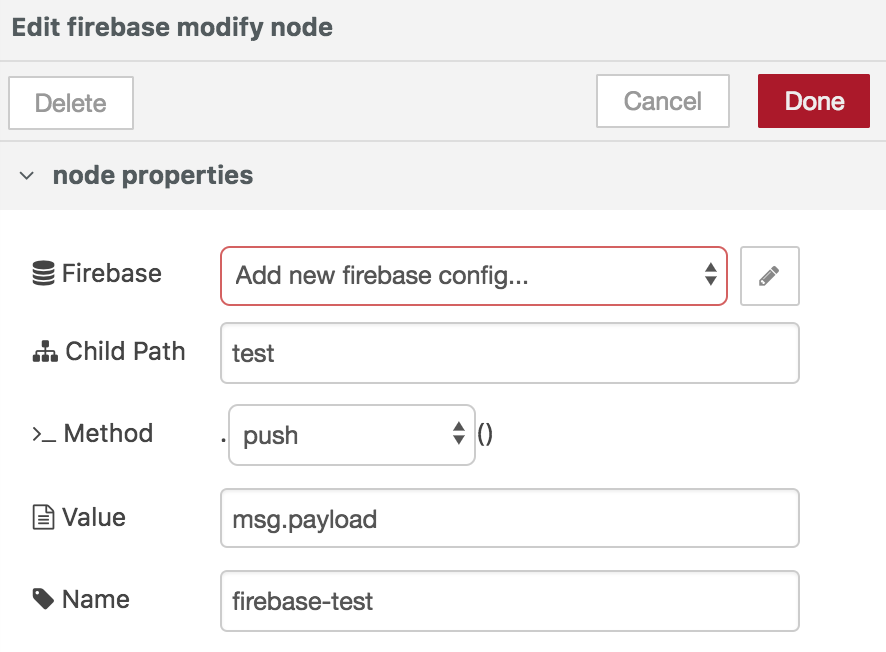 Edit firebase modify node
Delete Cancel Done
node properties
Firebase Add new firebase config...
Child Path test
Method . push ()
Value msg.payload
Name firebase-test